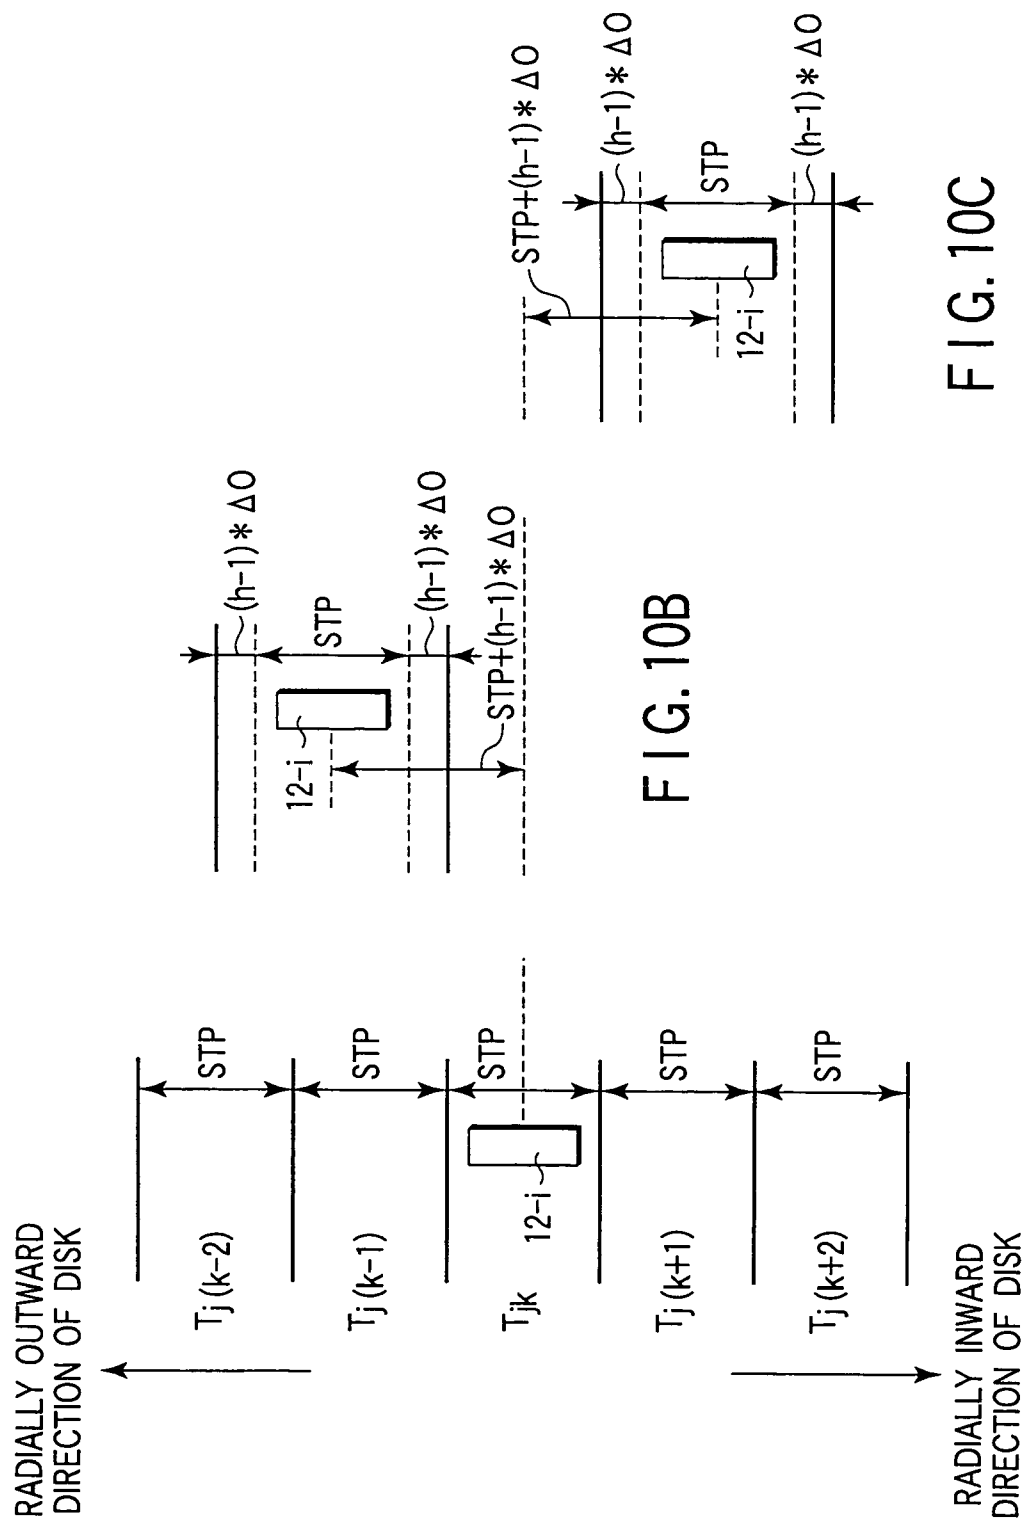 RADIALLY OUTWARD
DIRECTION OF DISK
Tj(k-2)
STP
Tj(k-1)
STP
Tjk
STP
12-i
Tj(k+1)
STP
Tj(k+2)
STP
RADIALLY INWARD
DIRECTION OF DISK
(h-1)* ΔO
STP
12-i
(h-1)* ΔO
STP+(h-1)* ΔO
FIG. 10B
STP+(h-1)* ΔO
(h-1)* ΔO
STP
12-i
(h-1)* ΔO
FIG. 10C